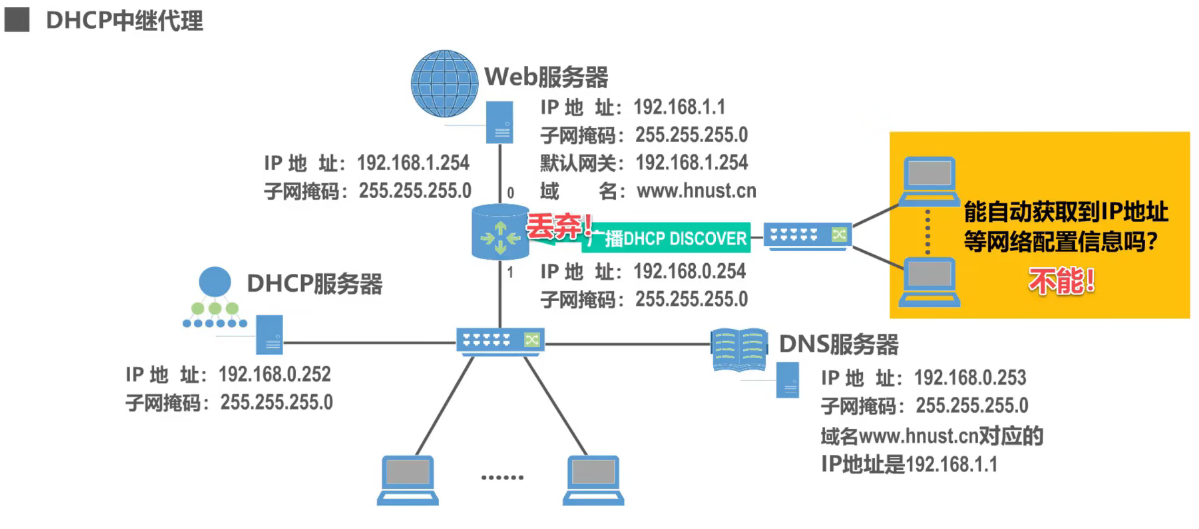 DHCP中继代理
Web服务器
IP 地 址：192.168.1.1
子网掩码：255.255.255.0
默认网关：192.168.1.254
域 名：www.hnust.cn
IP 地 址：192.168.1.254
子网掩码：255.255.255.0
0
丢弃！
广播DHCP DISCOVER
1
IP 地 址：192.168.0.254
子网掩码：255.255.255.0
能自动获取到IP地址
等网络配置信息吗？
不能！
DHCP服务器
IP 地 址：192.168.0.252
子网掩码：255.255.255.0
DNS服务器
IP 地 址：192.168.0.253
子网掩码：255.255.255.0
域名www.hnust.cn对应的
IP地址是192.168.1.1
……